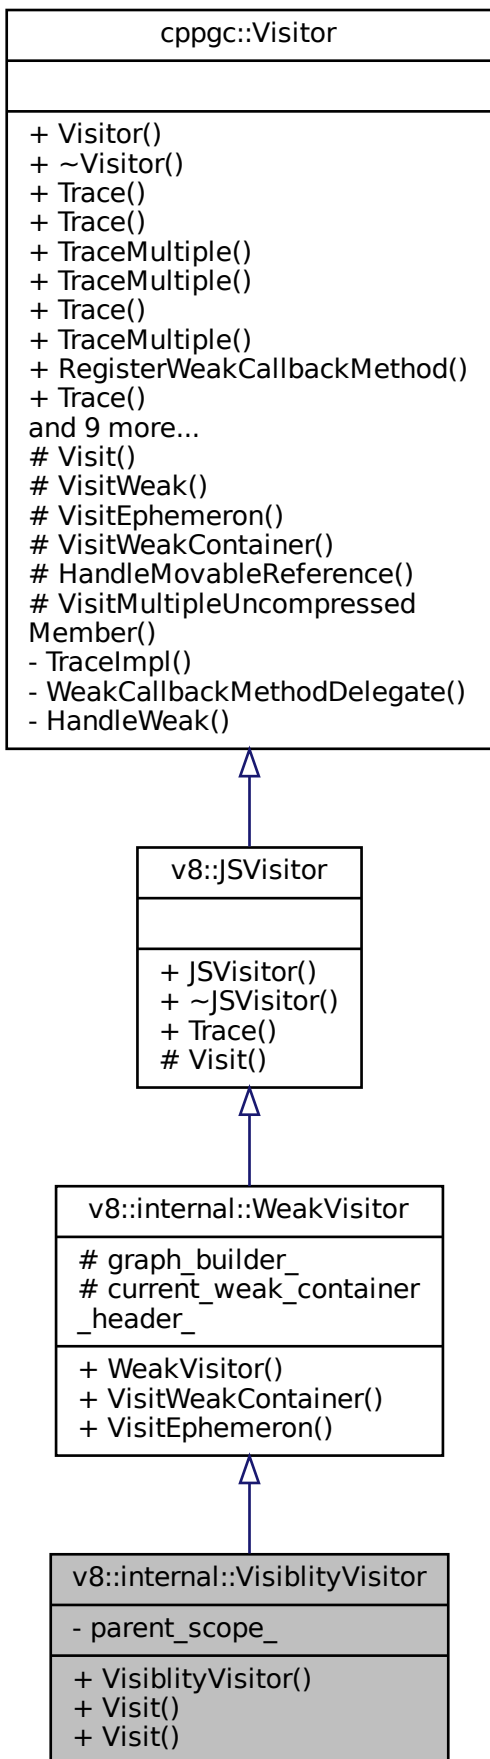 cppgc::Visitor
+ Visitor()
+ ~Visitor()
+ Trace()
+ Trace()
+ TraceMultiple()
+ TraceMultiple()
+ Trace()
+ TraceMultiple()
+ RegisterWeakCallbackMethod()
+ Trace()
and 9 more...
# Visit()
# VisitWeak()
# VisitEphemeron()
# VisitWeakContainer()
# HandleMovableReference()
# VisitMultipleUncompressed
Member()
- TraceImpl()
- WeakCallbackMethodDelegate()
- HandleWeak()
v8::JSVisitor
+ JSVisitor()
+ ~JSVisitor()
+ Trace()
# Visit()
v8::internal::WeakVisitor
# graph_builder_
# current_weak_container
_header_
+ WeakVisitor()
+ VisitWeakContainer()
+ VisitEphemeron()
v8::internal::VisiblityVisitor
- parent_scope_
+ VisiblityVisitor()
+ Visit()
+ Visit()